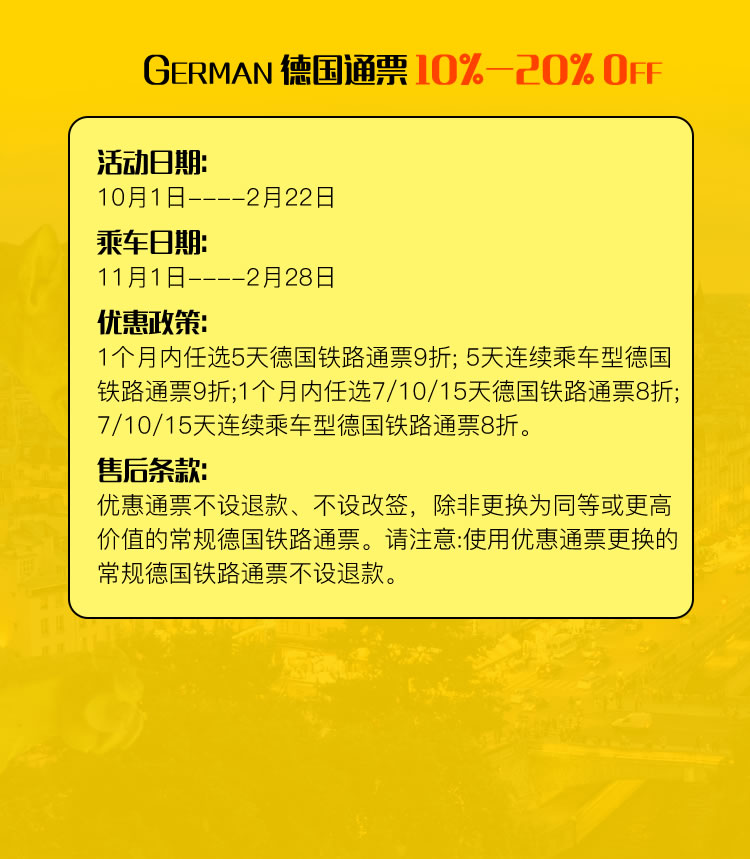 GERMAN 德国通票 10%—20% OFF
活动日期:
10月1日----2月22日
乘车日期:
11月1日----2月28日
优惠政策:
1个月内任选5天德国铁路通票9折; 5天连续乘车型德国
铁路通票9折;1个月内任选7/10/15天德国铁路通票8折;
7/10/15天连续乘车型德国铁路通票8折。
售后条款:
优惠通票不设退款、不设改签，除非更换为同等或更高
价值的常规德国铁路通票。请注意:使用优惠通票更换的
常规德国铁路通票不设退款。